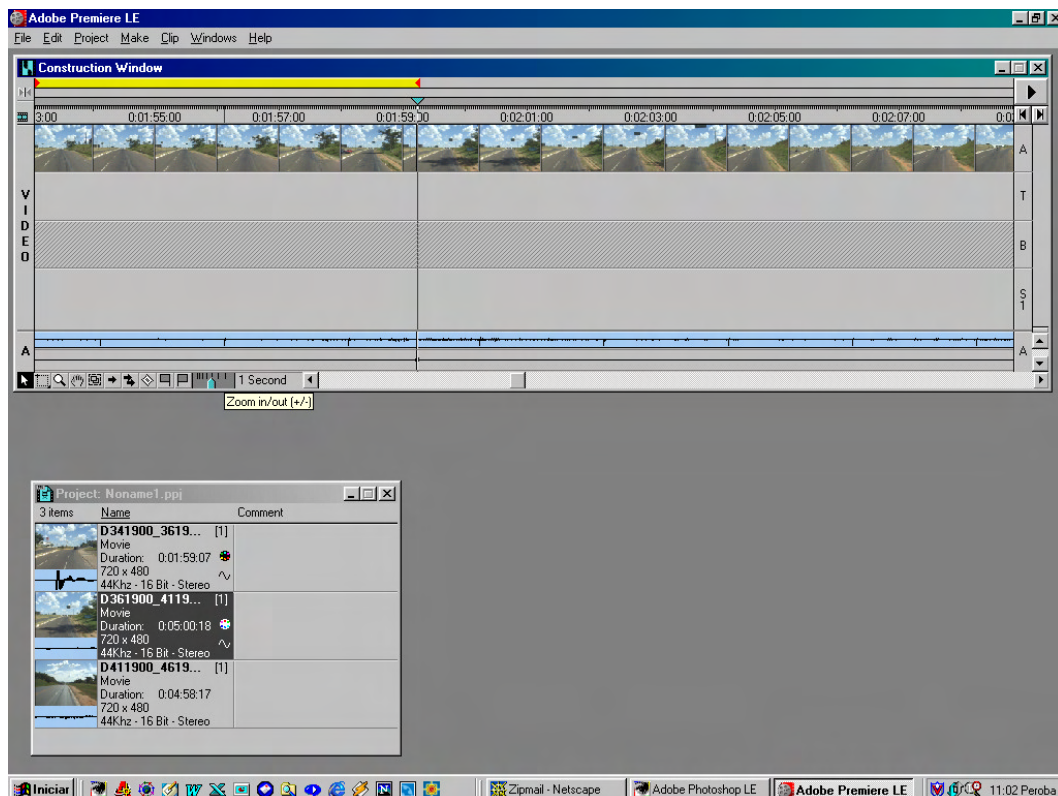 Adobe Premiere LE
File Edit Project Make Clip Windows Help
Construction Window
3:00 0:01:55:00 0:01:57:00 0:01:59:00 0:02:01:00 0:02:03:00 0:02:05:00 0:02:07:00 0:02
A
T
VIDEO
B
S1
A A
1 Second
Zoom in/out (+/-)
Project: Noname1.ppj
3 items Name Comment
D341900_3619... [1]
Movie
Duration: 0:01:59:07
720 x 480
44Khz - 16 Bit - Stereo
D361900_4119... [1]
Movie
Duration: 0:05:00:18
720 x 480
44Khz - 16 Bit - Stereo
D411900_4619... [1]
Movie
Duration: 0:04:58:17
720 x 480
44Khz - 16 Bit - Stereo
Iniciar Zipmail - Netscape Adobe Photoshop LE Adobe Premiere LE 11:02 Peroba